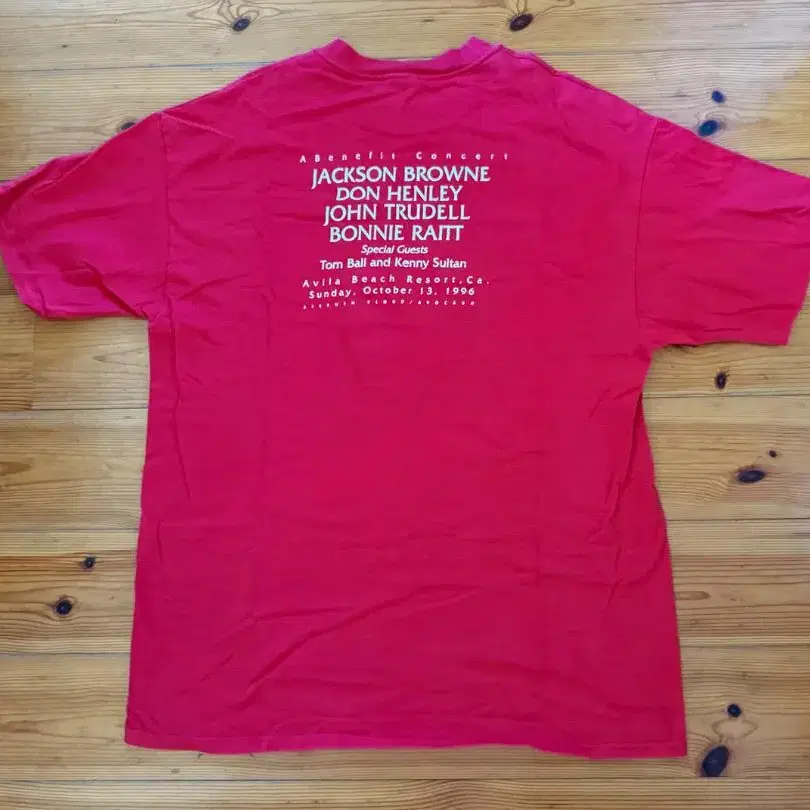 A Benefit Concert
JACKSON BROWNE
DON HENLEY
JOHN TRUDELL
BONNIE RAITT
Special Guests
Tom Ball and Kenny Sultan
Avila Beach Resort, Ca.
Sunday, October 13, 1996